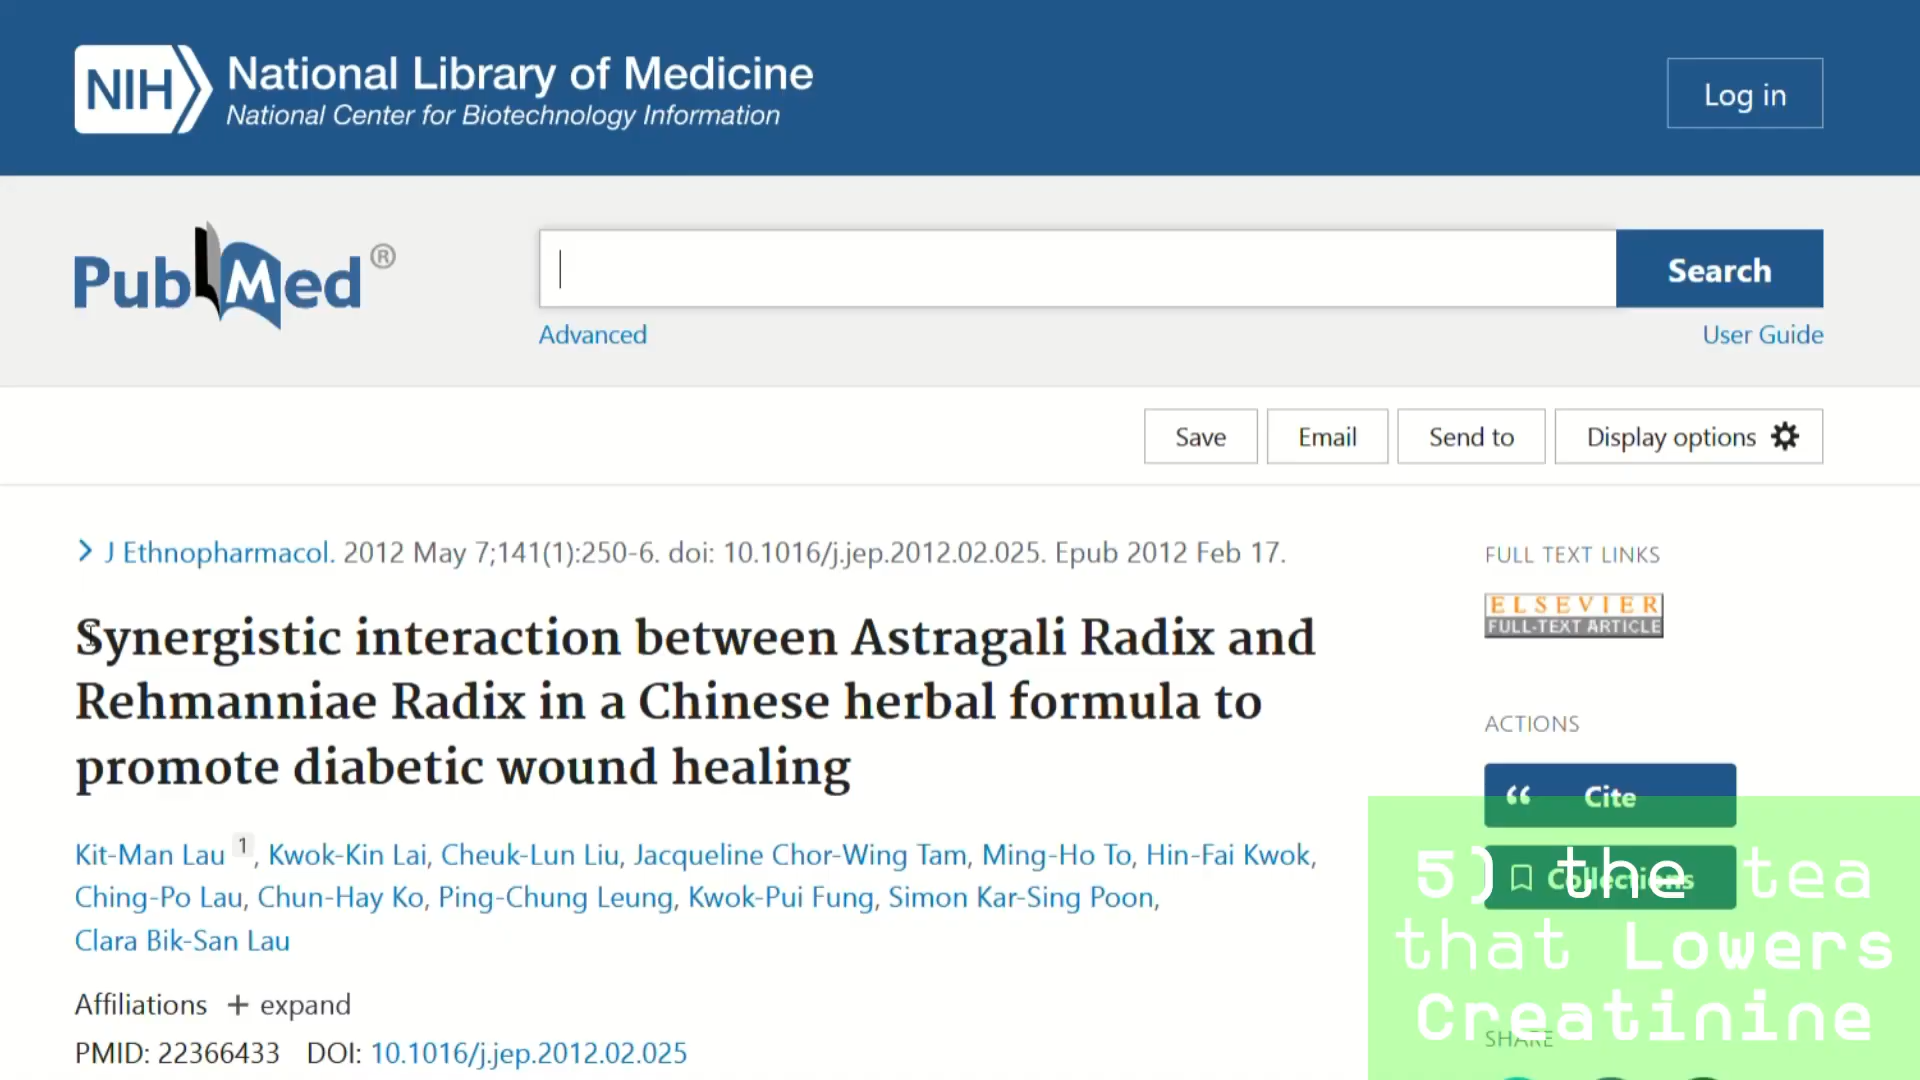 NIH National Library of Medicine
National Center for Biotechnology Information
Log in
PubMed®
Search
Advanced
User Guide
Save
Email
Send to
Display options
J Ethnopharmacol. 2012 May 7;141(1):250-6. doi: 10.1016/j.jep.2012.02.025. Epub 2012 Feb 17.
Synergistic interaction between Astragali Radix and
Rehmanniae Radix in a Chinese herbal formula to
promote diabetic wound healing
Kit-Man Lau 1, Kwok-Kin Lai, Cheuk-Lun Liu, Jacqueline Chor-Wing Tam, Ming-Ho To, Hin-Fai Kwok,
Ching-Po Lau, Chun-Hay Ko, Ping-Chung Leung, Kwok-Pui Fung, Simon Kar-Sing Poon,
Clara Bik-San Lau
Affiliations + expand
PMID: 22366433 DOI: 10.1016/j.jep.2012.02.025
FULL TEXT LINKS
ELSEVIER
FULL-TEXT ARTICLE
ACTIONS
Cite
Collections
SHARE
5) the tea
that Lowers
Creatinine